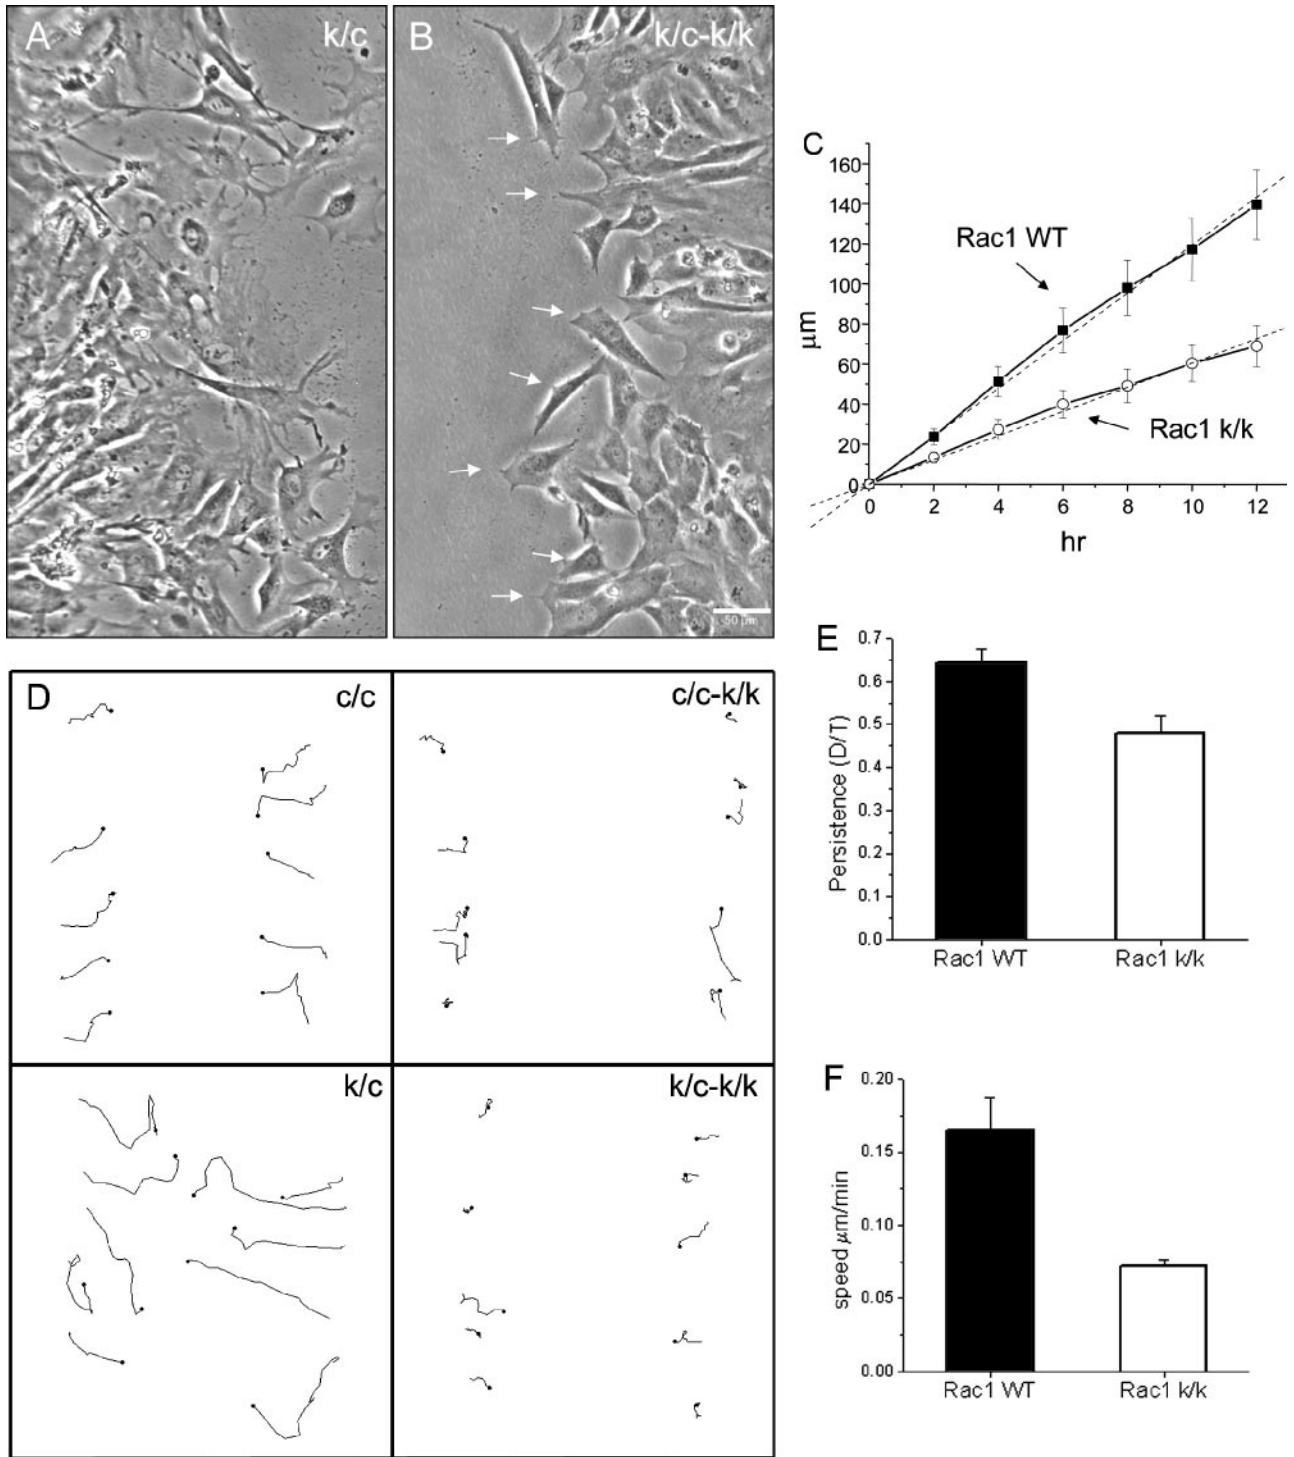 A
k/c
B
k/c-k/k
50 µm
C
160
140
120
100
80
60
40
20
0
µm
Rac1 WT
Rac1 k/k
0
2
4
6
8
10
12
hr
D
c/c
c/c-k/k
k/c
k/c-k/k
E
0.7
0.6
0.5
0.4
0.3
0.2
0.1
0.0
Persistence (D/T)
Rac1 WT
Rac1 k/k
F
0.20
0.15
0.10
0.05
0.00
speed µm/min
Rac1 WT
Rac1 k/k